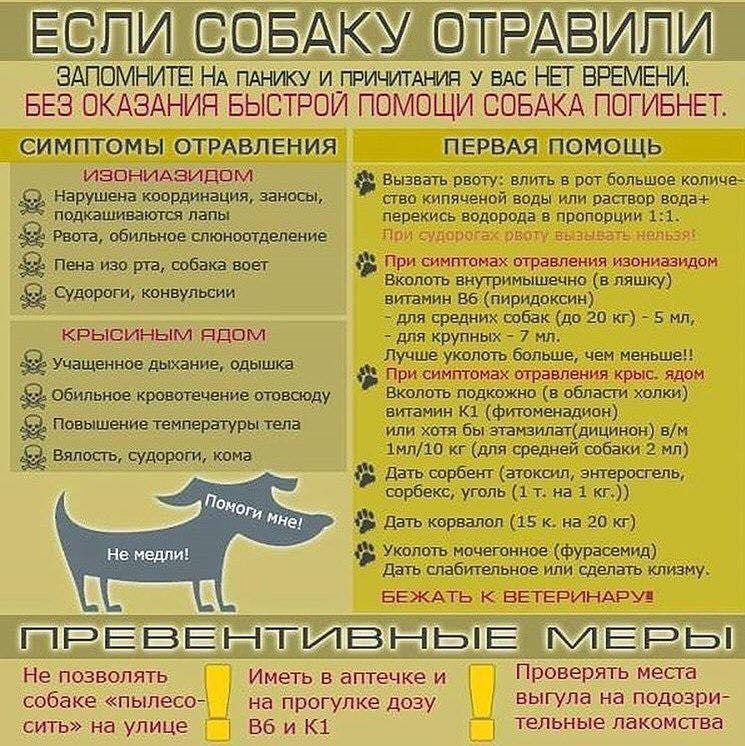 ЕСЛИ СОБАКУ ОТРАВИЛИ
ЗАПОМНИТЕ! НА ПАНИКУ И ПРИЧИТАНИЯ У ВАС НЕТ ВРЕМЕНИ.
БЕЗ ОКАЗАНИЯ БЫСТРОЙ ПОМОЩИ СОБАКА ПОГИБНЕТ.
СИМПТОМЫ ОТРАВЛЕНИЯ
ИЗОНИАЗИДОМ
Нарушена координация, заносы,
подкашиваются лапы
Рвота, обильное слюноотделение
Пена изо рта, собака воет
Судороги, конвульсии
КРЫСИНЫМ ЯДОМ
Учащенное дыхание, одышка
Обильное кровотечение отовсюду
Повышение температуры тела
Вялость, судороги, кома
Помоги мне!
Не медли!
ПЕРВАЯ ПОМОЩЬ
Вызвать рвоту: влить в рот большое количе-
ство кипяченой воды или раствор вода+
перекись водорода в пропорции 1:1.
При судорогах рвоту вызывать нельзя!
При симптомах отравления изониазидом
Вколоть внутримышечно (в ляшку)
витамин В6 (пиридоксин)
- для средних собак (до 20 кг) - 5 мл,
- для крупных - 7 мл.
Лучше уколоть больше, чем меньше!!
При симптомах отравления крыс. ядом
Вколоть подкожно (в области холки)
витамин К1 (фитоменадион)
или хотя бы этамзилат(дицинон) в/м
1мл/10 кг (для средней собаки 2 мл)
Дать сорбент (атоксил, энтеросгель,
сорбекс, уголь (1 т. на 1 кг.))
Дать корвалол (15 к. на 20 кг)
Уколоть мочегонное (фурасемид)
Дать слабительное или сделать клизму.
БЕЖАТЬ К ВЕТЕРИНАРУ!!!
ПРЕВЕНТИВНЫЕ МЕРЫ
Не позволять
собаке «пылесо-
сить» на улице
!
Иметь в аптечке и
на прогулке дозу
В6 и К1
!
Проверять места
выгула на подозри-
тельные лакомства